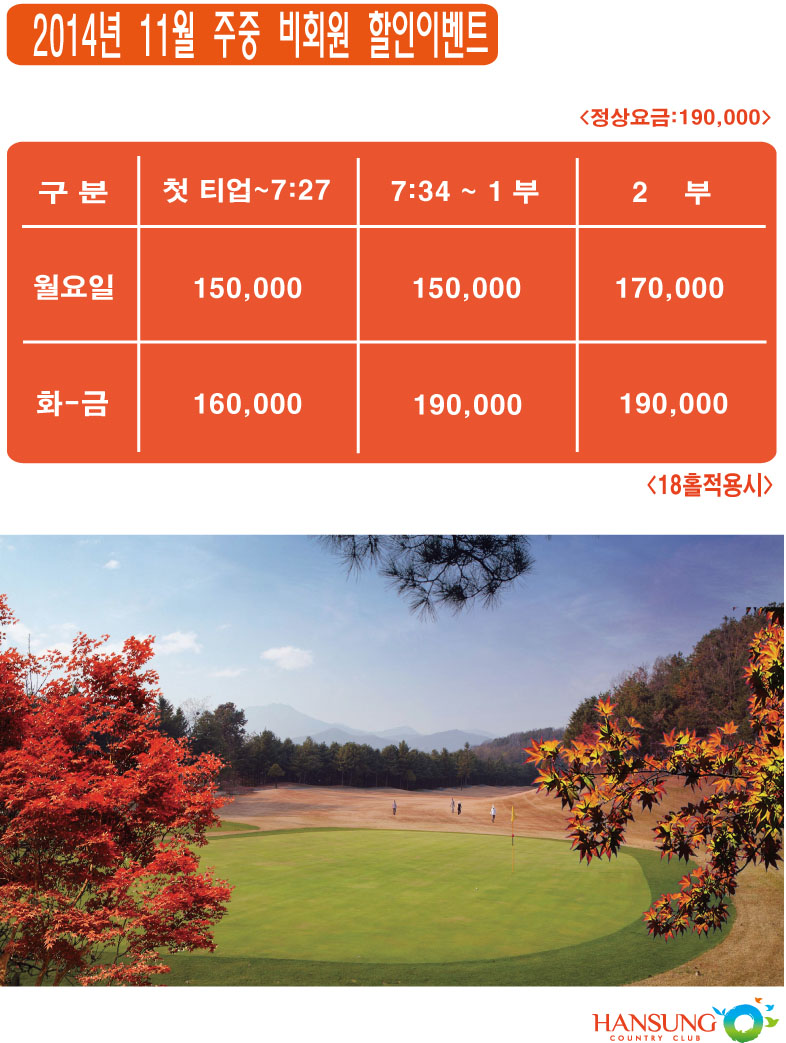 2014년 11월 주중 비회원 할인이벤트
<정상요금:190,000>
구 분 첫 티업~7:27 7:34 ~ 1 부 2 부
월요일 150,000 150,000 170,000
화-금 160,000 190,000 190,000
<18홀적용시>
HANSUNG
COUNTRY CLUB